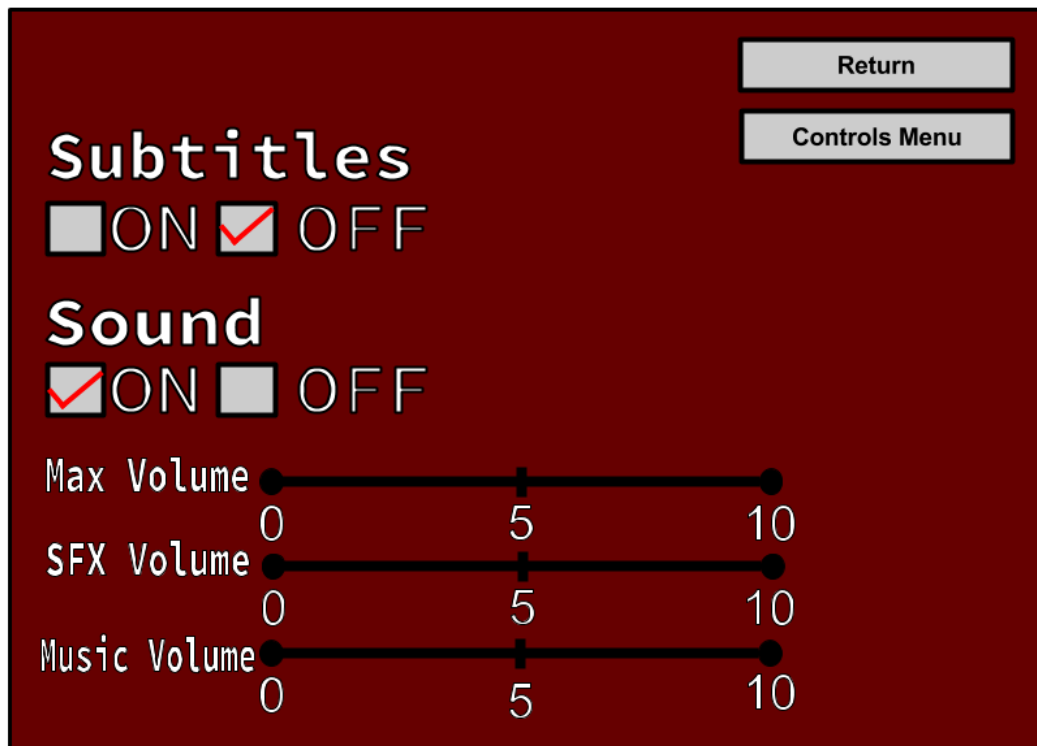 Return
Controls Menu
Subtitles
ON OFF
Sound
ON OFF
Max Volume
0 5 10
SFX Volume
0 5 10
Music Volume
0 5 10